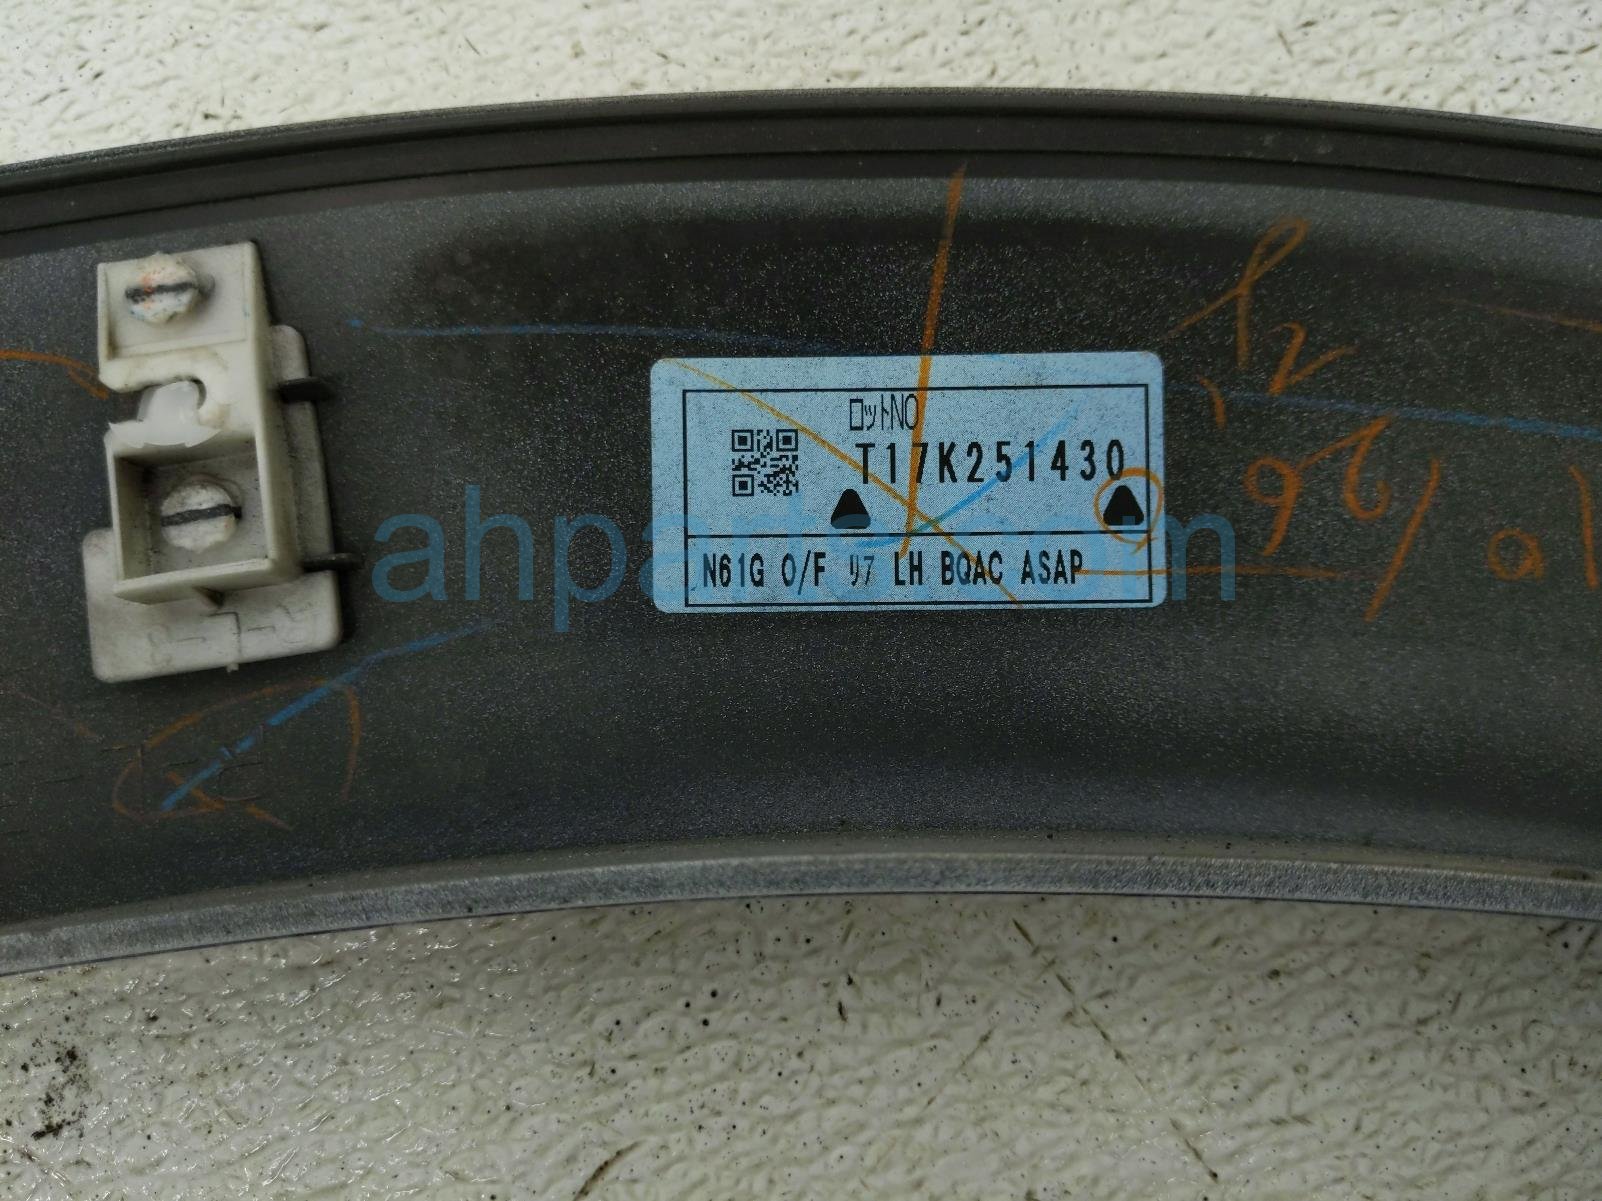 ロットNO
T17K251430
N61G O/F リア LH BQAC ASAP
ahparts.com